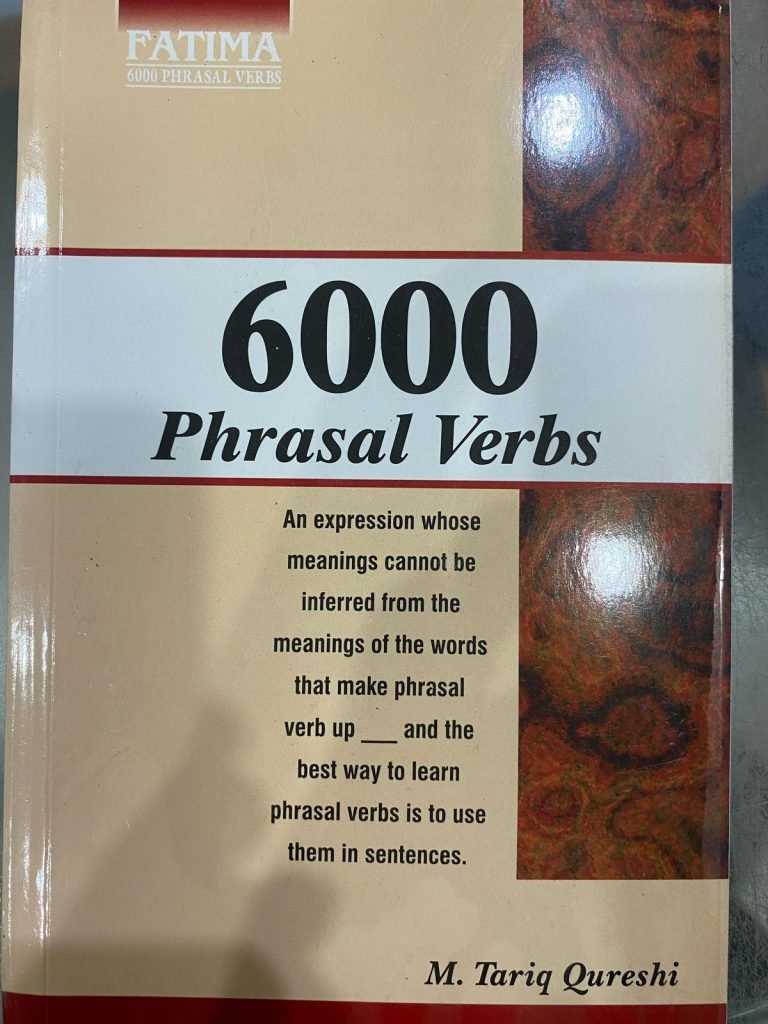 FATIMA
6000 PHRASAL VERBS
6000
Phrasal Verbs
An expression whose
meanings cannot be
inferred from the
meanings of the words
that make phrasal
verb up ___ and the
best way to learn
phrasal verbs is to use
them in sentences.
M. Tariq Qureshi